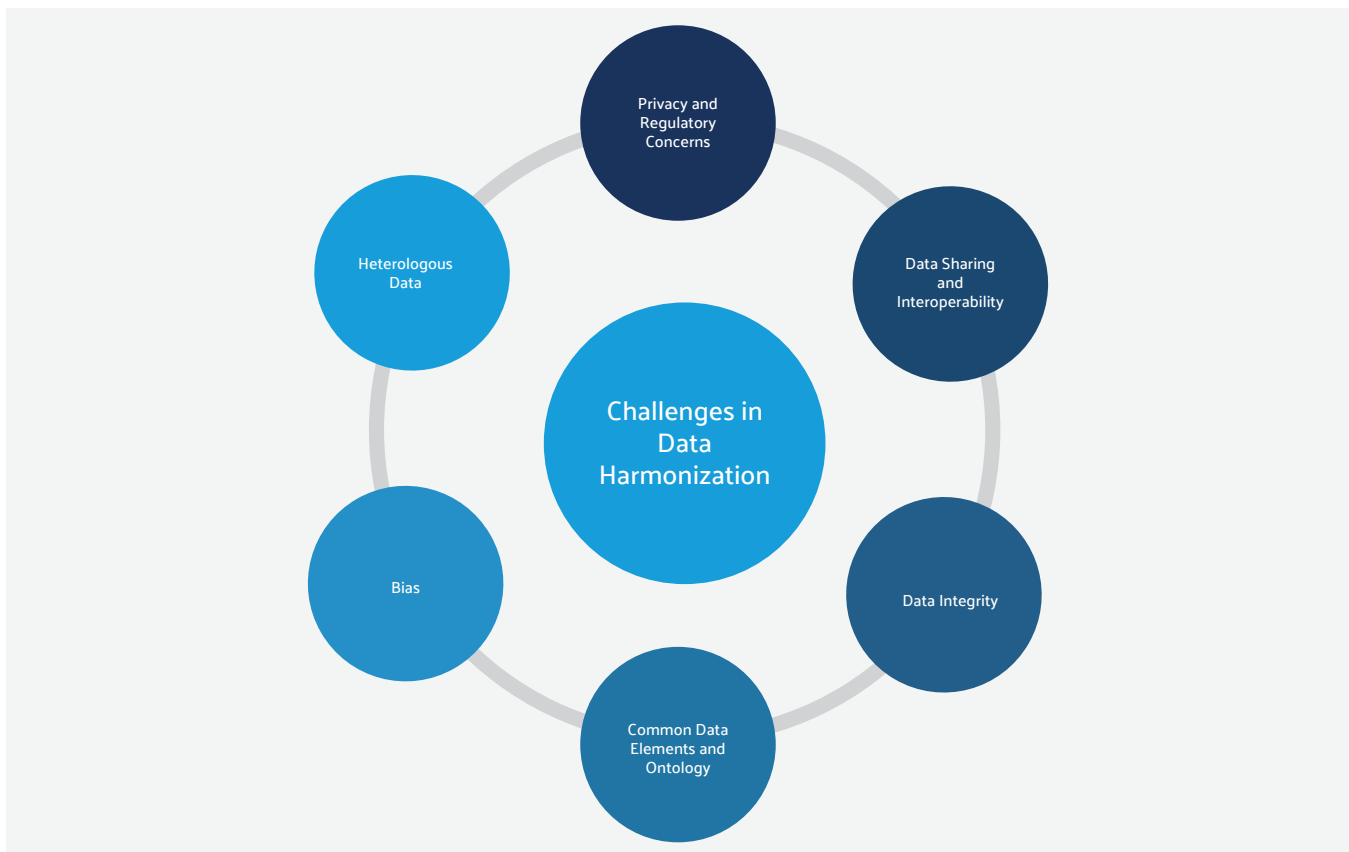 Privacy and
Regulatory
Concerns
Heterologous
Data
Data Sharing
and
Interoperability
Challenges in
Data
Harmonization
Bias
Data Integrity
Common Data
Elements and
Ontology